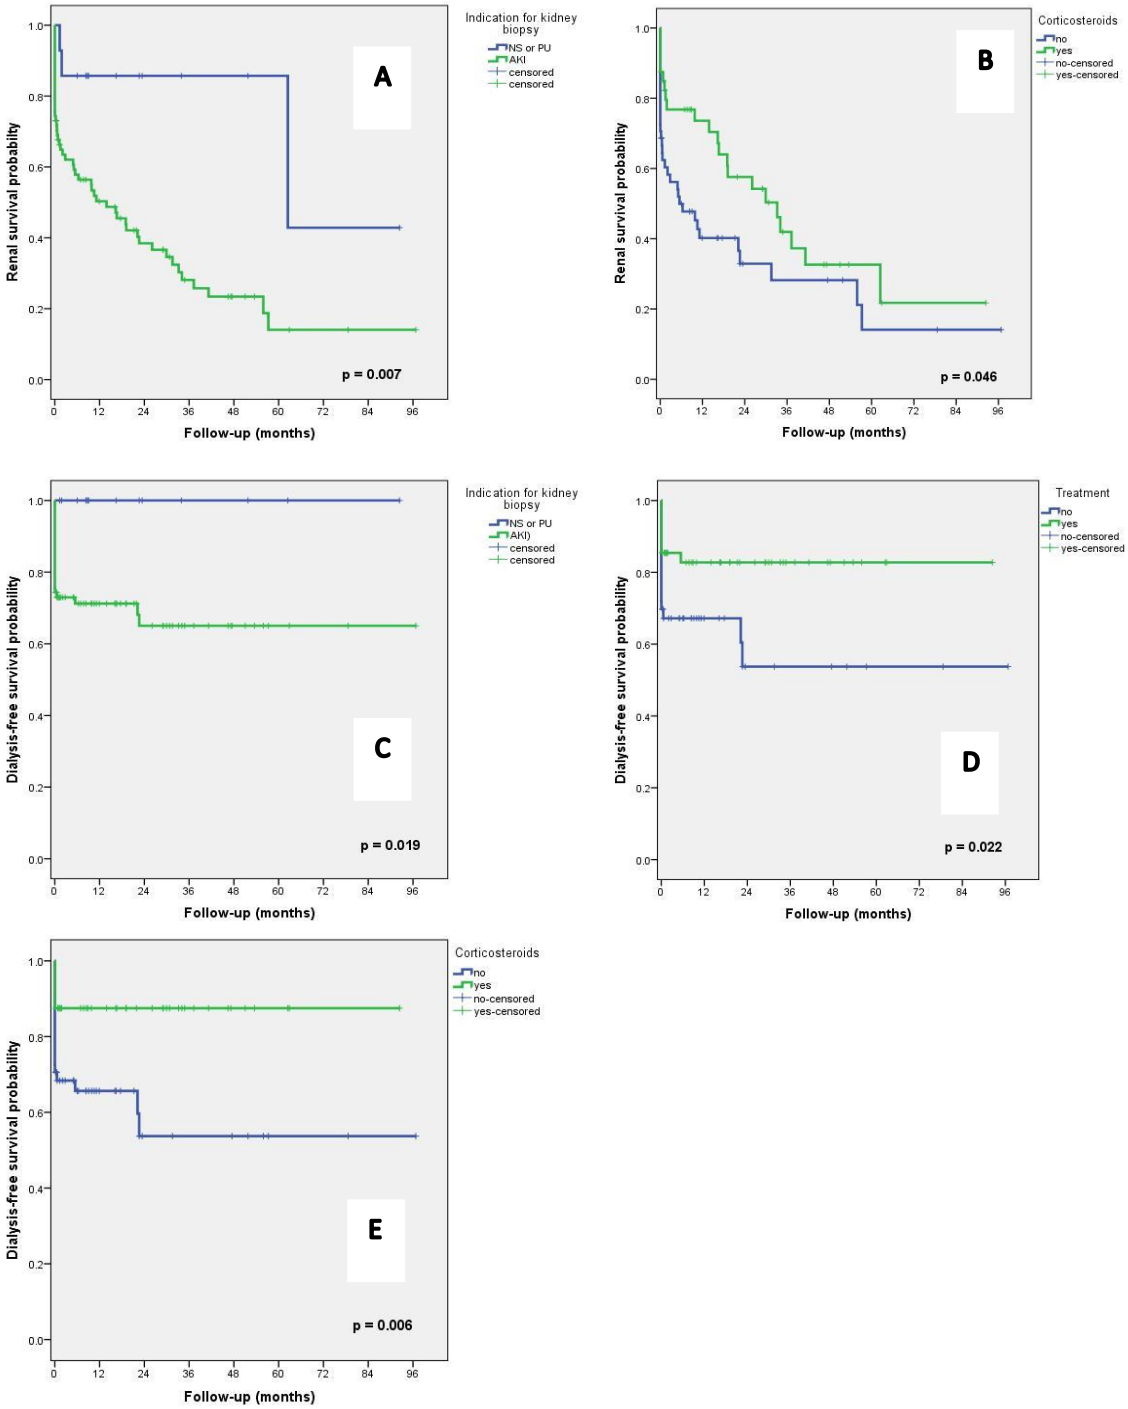 Indication for kidney
biopsy
NS or PU
AKI
censored
censored
A
Renal survival probability
1.0
0.8
0.6
0.4
0.2
0.0
p = 0.007
0 12 24 36 48 60 72 84 96
Follow-up (months)
Corticosteroids
no
yes
no-censored
yes-censored
B
Renal survival probability
1.0
0.8
0.6
0.4
0.2
0.0
p = 0.046
0 12 24 36 48 60 72 84 96
Follow-up (months)
Indication for kidney
biopsy
NS or PU
AKI)
censored
censored
C
Dialysis-free survival probability
1.0
0.8
0.6
0.4
0.2
0.0
p = 0.019
0 12 24 36 48 60 72 84 96
Follow-up (months)
Treatment
no
yes
no-censored
yes-censored
D
Dialysis-free survival probability
1.0
0.8
0.6
0.4
0.2
0.0
p = 0.022
0 12 24 36 48 60 72 84 96
Follow-up (months)
Corticosteroids
no
yes
no-censored
yes-censored
E
Dialysis-free survival probability
1.0
0.8
0.6
0.4
0.2
0.0
p = 0.006
0 12 24 36 48 60 72 84 96
Follow-up (months)